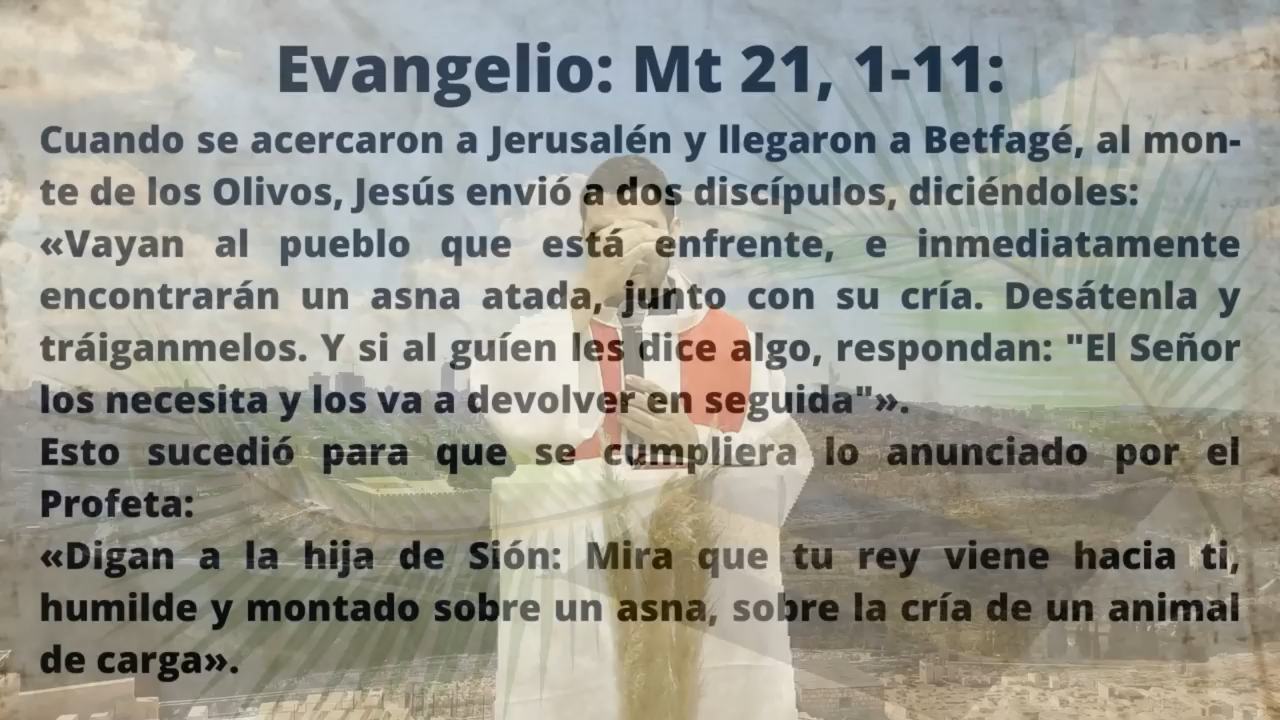 Evangelio: Mt 21, 1-11:
Cuando se acercaron a Jerusalén y llegaron a Betfagé, al mon-
te de los Olivos, Jesús envió a dos discípulos, diciéndoles:
«Vayan al pueblo que está enfrente, e inmediatamente
encontrarán un asna atada, junto con su cría. Desátenla y
tráiganmelos. Y si al guíen les dice algo, respondan: "El Señor
los necesita y los va a devolver en seguida"».
Esto sucedió para que se cumpliera lo anunciado por el
Profeta:
«Digan a la hija de Sión: Mira que tu rey viene hacia ti,
humilde y montado sobre un asna, sobre la cría de un animal
de carga».